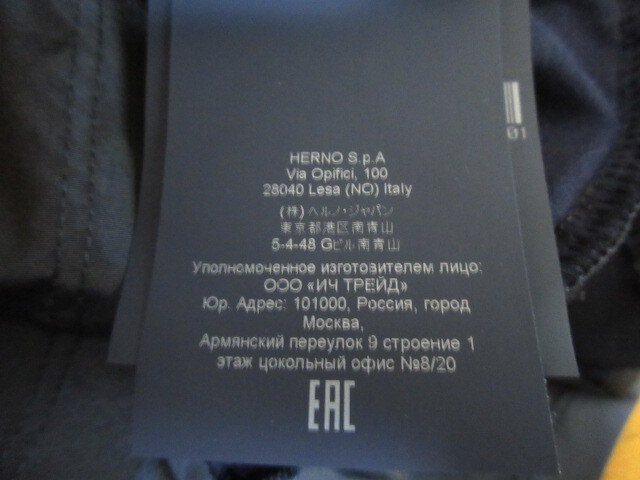 HERNO S.p.A
Via Opifici, 100
28040 Lesa (NO) Italy
(株)ヘルノ・ジャパン
東京都港区南青山
5-4-48 Gビル南青山
Уполномоченное изготовителем лицо:
ООО «ИЧ ТРЕЙД»
Юр. Адрес: 101000, Россия, город
Москва,
Армянский переулок 9 строение 1
этаж цокольный офис №8/20
EAC
01